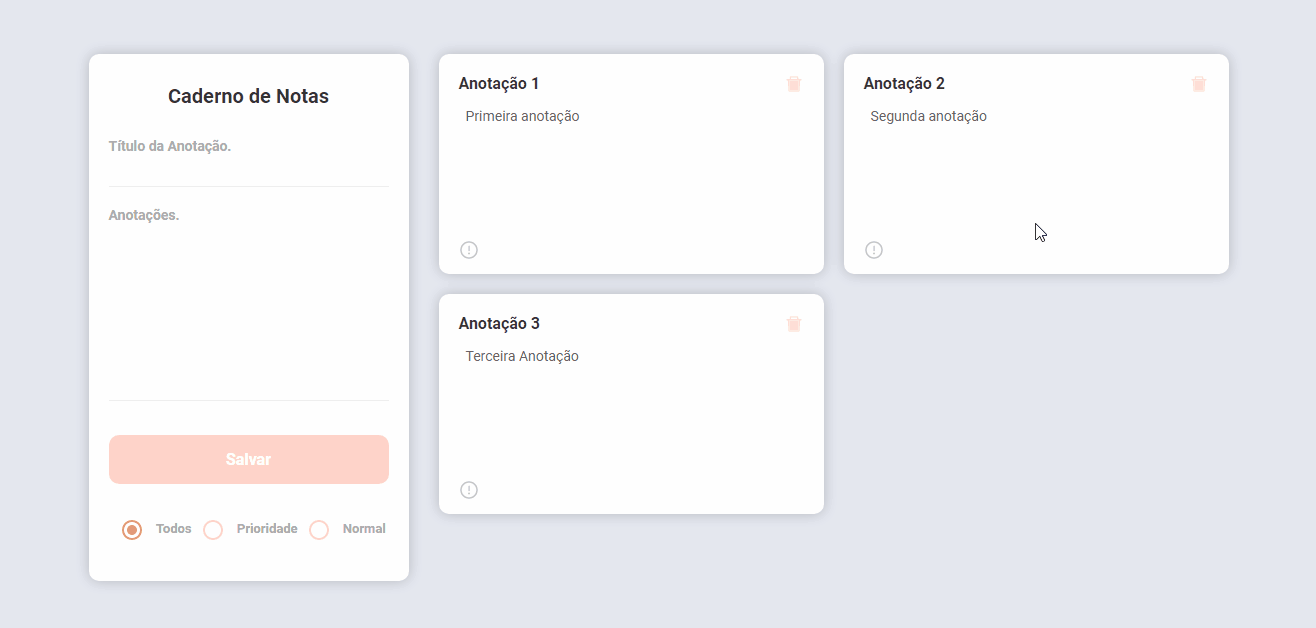 Caderno de Notas
Título da Anotação.
Anotações.
Salvar
Todos Prioridade Normal
Anotação 1
Primeira anotação
Anotação 2
Segunda anotação
Anotação 3
Terceira Anotação